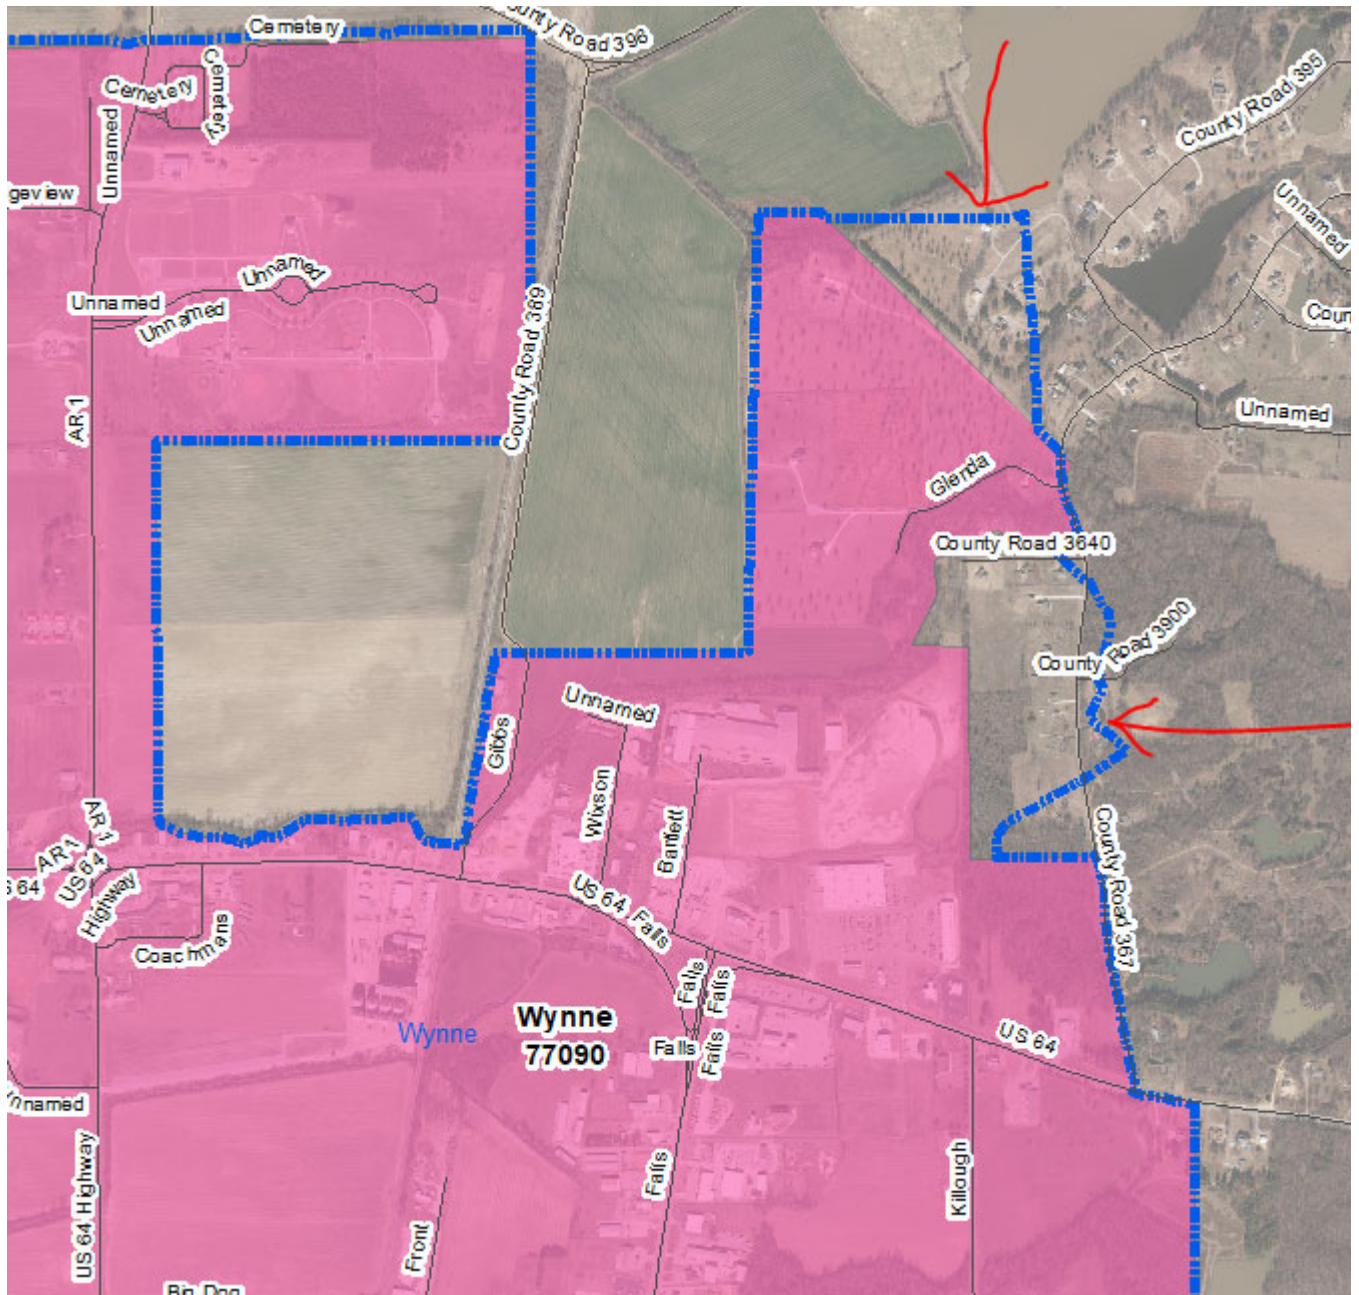 Cemetery
County Road 396
Cemetery
Cemetery
County Road 395
Unnamed
Unnamed
geview
Unnamed
Unnamed
Unnamed
County Road 389
Coun
AR 1
Unnamed
Glenda
County Road 3640
County Road 3900
Unnamed
Gibbs
Wixson
Bartlett
AR 1
AR 1
US 64
S 64
Highway
County Road 367
US 64
Falls
Coachmans
Falls
Falls
Wynne
77090
Wynne
Falls
Falls
US 64
nnamed
US 64 Highway
Falls
Killough
Front
Big Dog